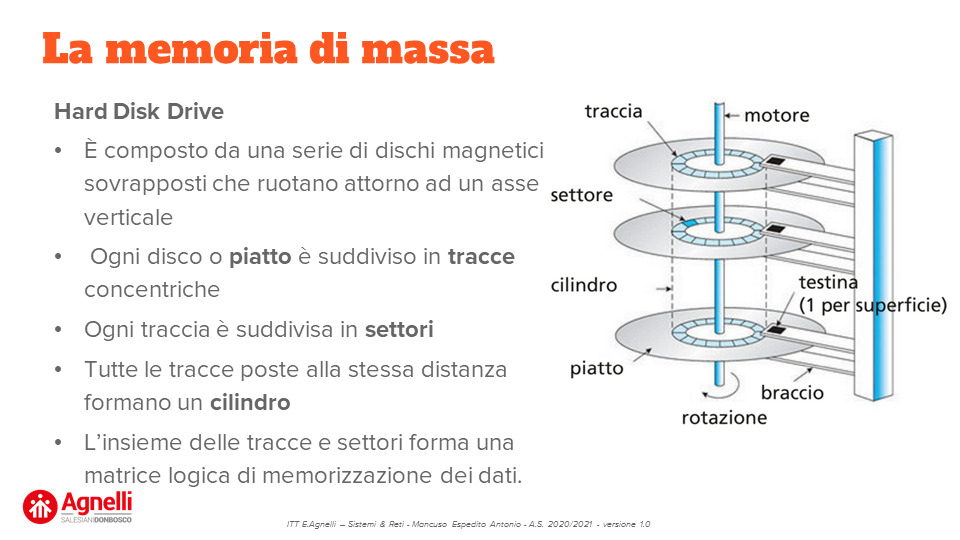 La memoria di massa
Hard Disk Drive
• È composto da una serie di dischi magnetici
sovrapposti che ruotano attorno ad un asse
verticale
• Ogni disco o piatto è suddiviso in tracce
concentriche
• Ogni traccia è suddivisa in settori
• Tutte le tracce poste alla stessa distanza
formano un cilindro
• L'insieme delle tracce e settori forma una
matrice logica di memorizzazione dei dati.
traccia
motore
settore
cilindro
testina
(1 per superficie)
piatto
braccio
rotazione
Agnelli
SALESIANI DONBOSCO
ITT E.Agnelli – Sistemi & Reti - Mancuso Espedito Antonio - A.S. 2020/2021 - versione 1.0